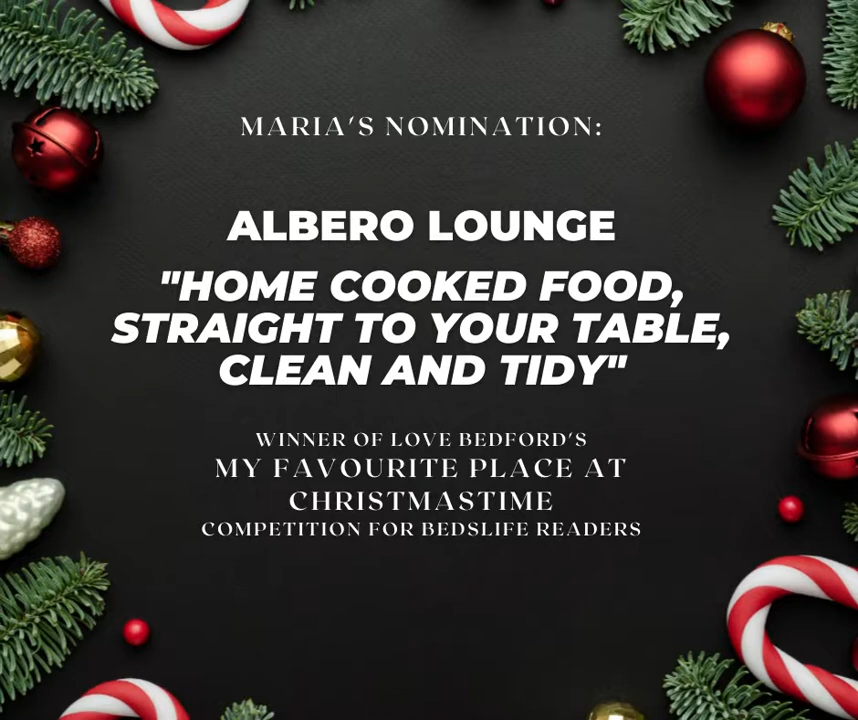 MARIA'S NOMINATION:
ALBERO LOUNGE
"HOME COOKED FOOD,
STRAIGHT TO YOUR TABLE,
CLEAN AND TIDY"
WINNER OF LOVE BEDFORD'S
MY FAVOURITE PLACE AT
CHRISTMASTIME
COMPETITION FOR BEDSLIFE READERS